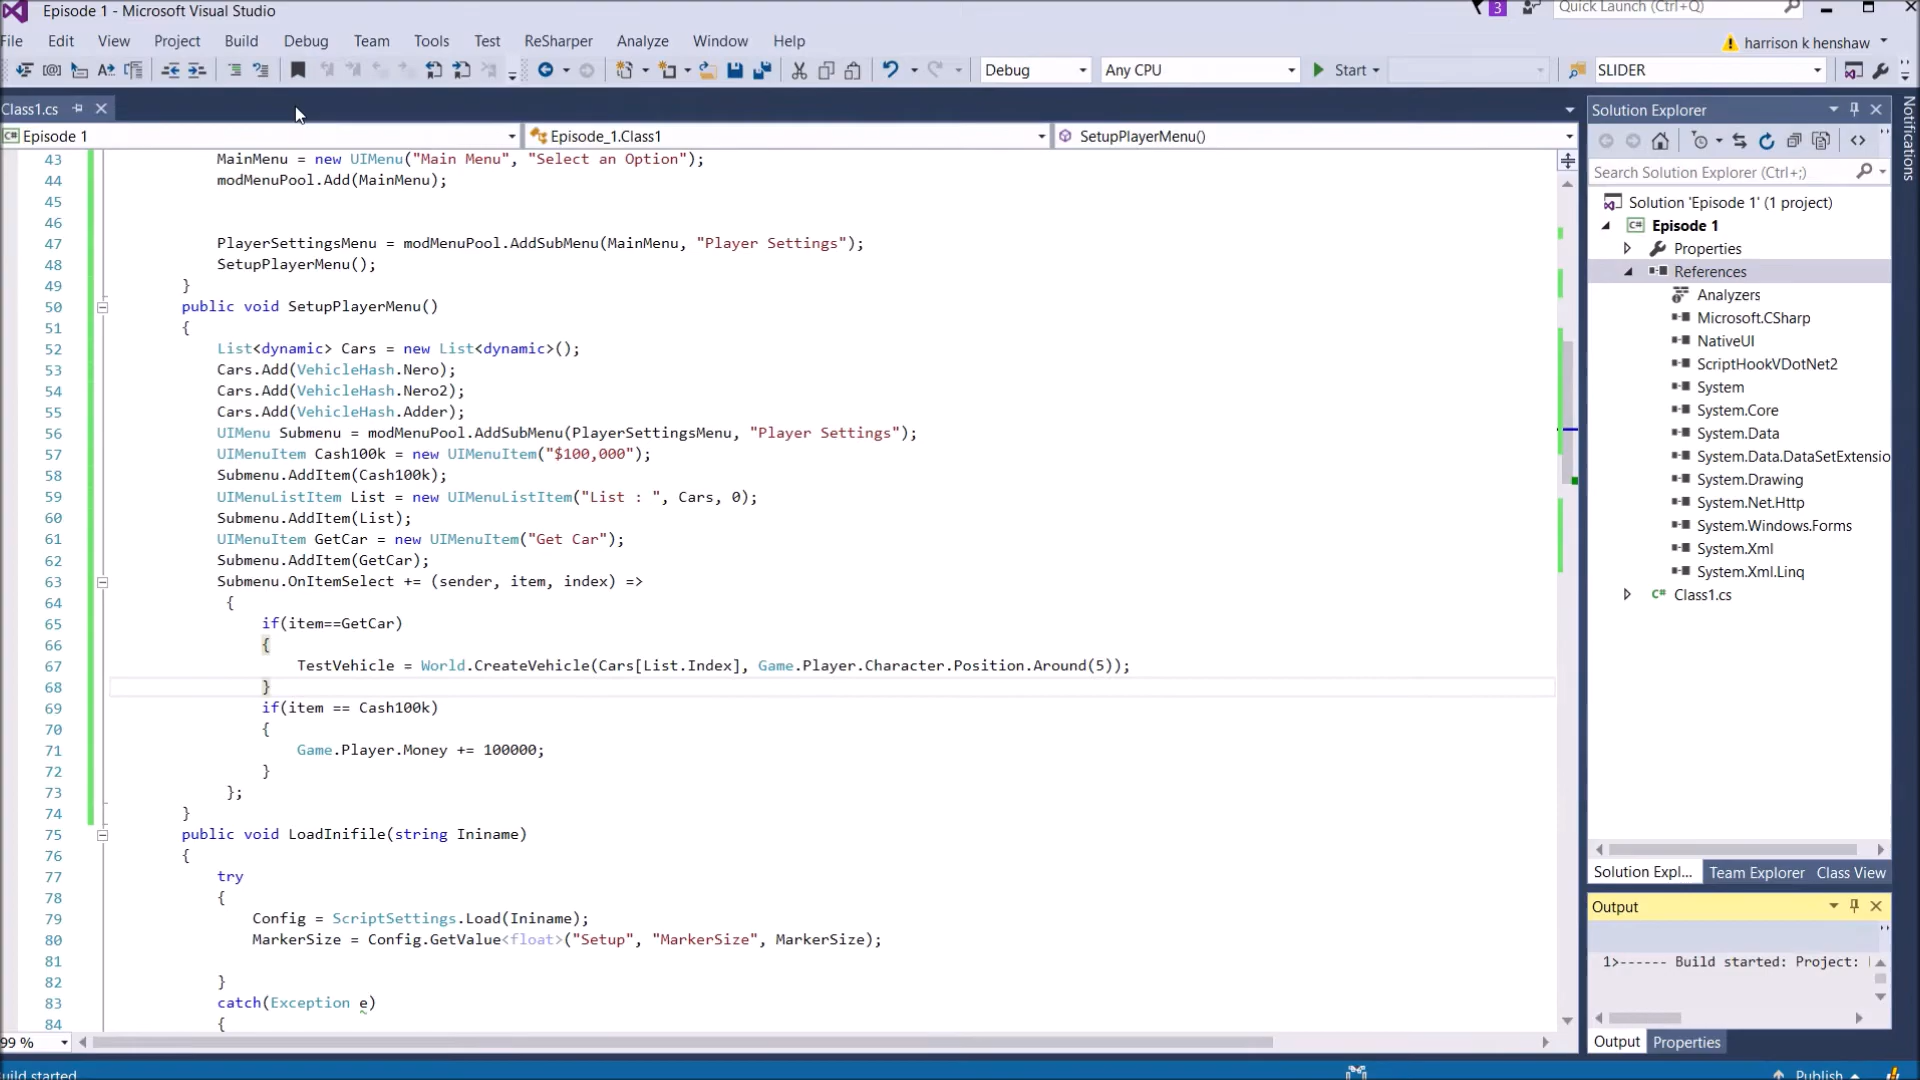 Episode 1 - Microsoft Visual Studio
3
Quick Launch (Ctrl+Q)
File Edit View Project Build Debug Team Tools Test ReSharper Analyze Window Help
harrison k henshaw
Debug Any CPU Start SLIDER
Class1.cs
Episode 1 Episode_1.Class1 SetupPlayerMenu()
43 MainMenu = new UIMenu("Main Menu", "Select an Option");
44 modMenuPool.Add(MainMenu);
45
46
47 PlayerSettingsMenu = modMenuPool.AddSubMenu(MainMenu, "Player Settings");
48 SetupPlayerMenu();
49 }
50 public void SetupPlayerMenu()
51 {
52 List<dynamic> Cars = new List<dynamic>();
53 Cars.Add(VehicleHash.Nero);
54 Cars.Add(VehicleHash.Nero2);
55 Cars.Add(VehicleHash.Adder);
56 UIMenu Submenu = modMenuPool.AddSubMenu(PlayerSettingsMenu, "Player Settings");
57 UIMenuItem Cash100k = new UIMenuItem("$100,000");
58 Submenu.AddItem(Cash100k);
59 UIMenuListItem List = new UIMenuListItem("List : ", Cars, 0);
60 Submenu.AddItem(List);
61 UIMenuItem GetCar = new UIMenuItem("Get Car");
62 Submenu.AddItem(GetCar);
63 Submenu.OnItemSelect += (sender, item, index) =>
64 {
65 if(item==GetCar)
66 {
67 TestVehicle = World.CreateVehicle(Cars[List.Index], Game.Player.Character.Position.Around(5));
68 }
69 if(item == Cash100k)
70 {
71 Game.Player.Money += 100000;
72 }
73 };
74 }
75 public void LoadInifile(string Ininame)
76 {
77 try
78 {
79 Config = ScriptSettings.Load(Ininame);
80 MarkerSize = Config.GetValue<float>("Setup", "MarkerSize", MarkerSize);
81
82 }
83 catch(Exception e)
84 {
99 %
Solution Explorer
Search Solution Explorer (Ctrl+;)
Solution 'Episode 1' (1 project)
Episode 1
Properties
References
Analyzers
Microsoft.CSharp
NativeUI
ScriptHookVDotNet2
System
System.Core
System.Data
System.Data.DataSetExtensio
System.Drawing
System.Net.Http
System.Windows.Forms
System.Xml
System.Xml.Linq
C# Class1.cs
Solution Expl... Team Explorer Class View
Output
1>------ Build started: Project:
Output Properties
Notifications
Build started
Publish